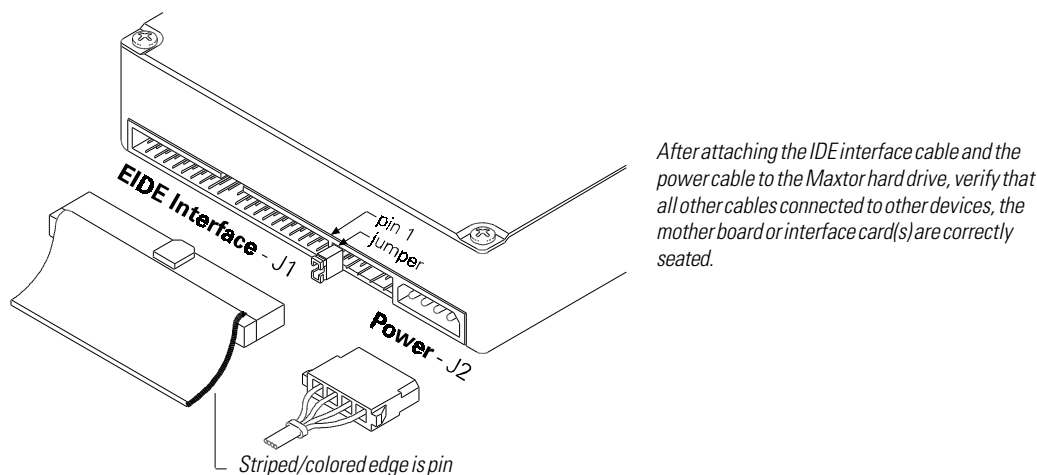 EIDE Interface - J1
pin 1
jumper
Power - J2
Striped/colored edge is pin
After attaching the IDE interface cable and the
power cable to the Maxtor hard drive, verify that
all other cables connected to other devices, the
mother board or interface card(s) are correctly
seated.